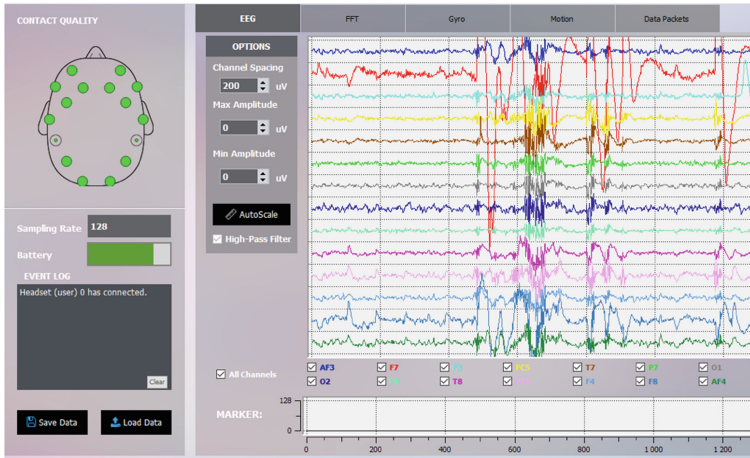 CONTACT QUALITY
EEG
FFT
Gyro
Motion
Data Packets
OPTIONS
Channel Spacing
200 uV
Max Amplitude
0 uV
Min Amplitude
0 uV
AutoScale
High-Pass Filter
Sampling Rate 128
Battery
EVENT LOG
Headset (user) 0 has connected.
Clear
Save Data
Load Data
All Channels
AF3 F7 FC5 T7 P7 O1
O2 T8 F4 F8 AF4
MARKER:
128
0
0 200 400 600 800 1 000 1 200